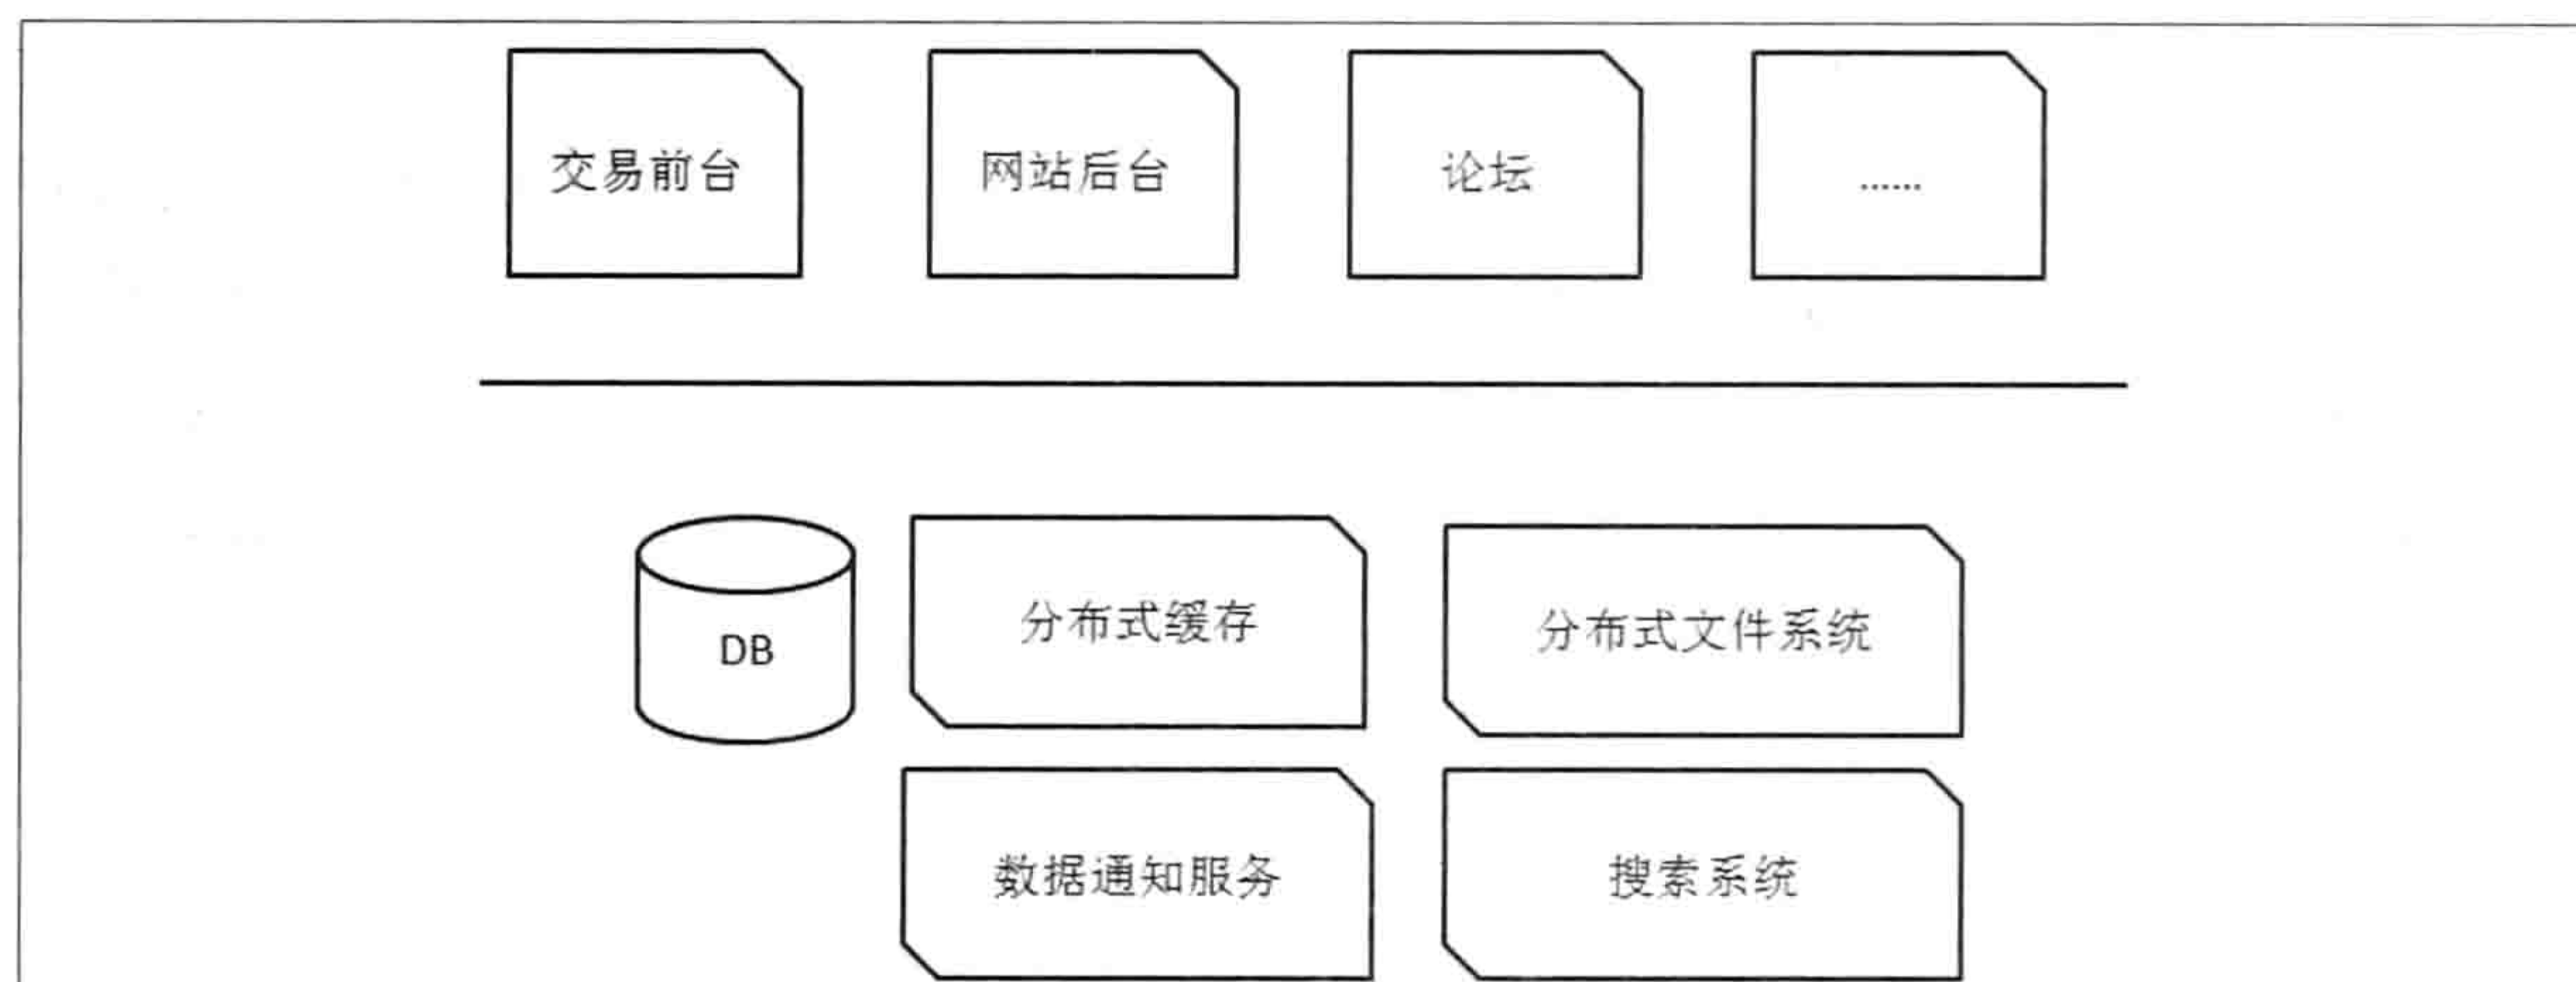 交易前台
网站后台
论坛
......
DB
分布式缓存
分布式文件系统
数据通知服务
搜索系统